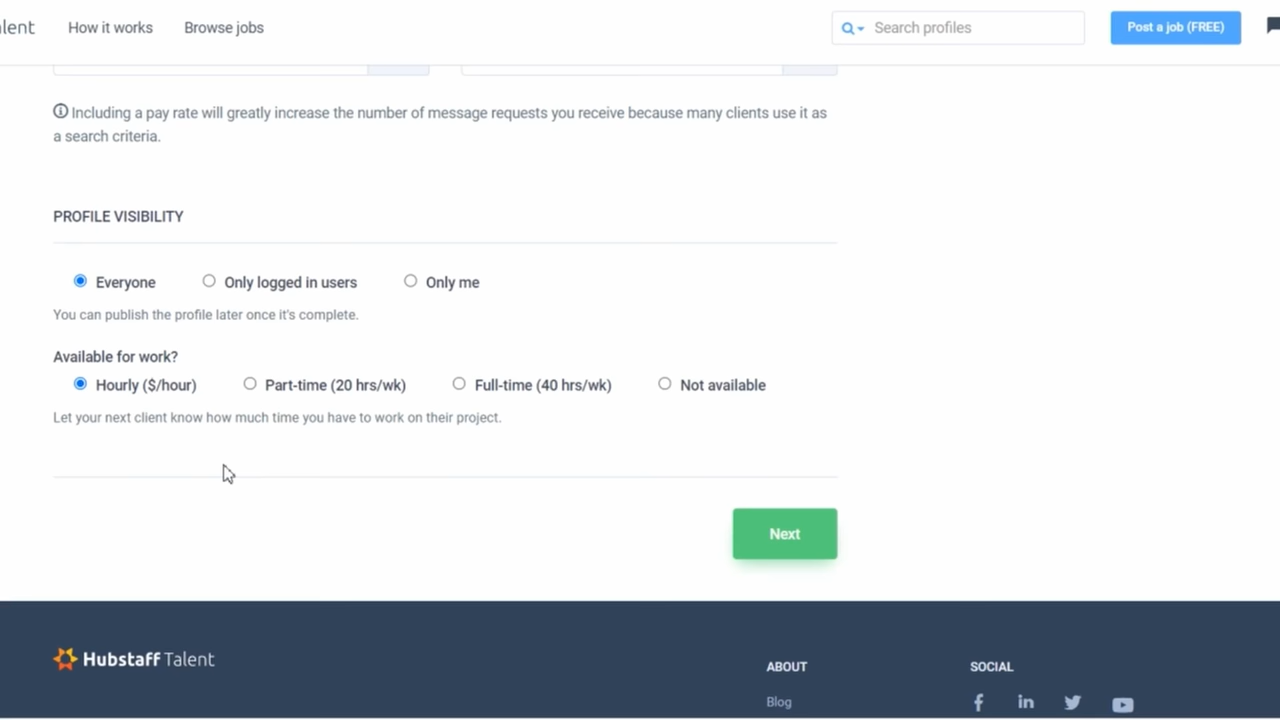 lent How it works Browse jobs Search profiles Post a job (FREE)
Including a pay rate will greatly increase the number of message requests you receive because many clients use it as
a search criteria.
PROFILE VISIBILITY
Everyone Only logged in users Only me
You can publish the profile later once it's complete.
Available for work?
Hourly ($/hour) Part-time (20 hrs/wk) Full-time (40 hrs/wk) Not available
Let your next client know how much time you have to work on their project.
Next
Hubstaff Talent
ABOUT SOCIAL
Blog